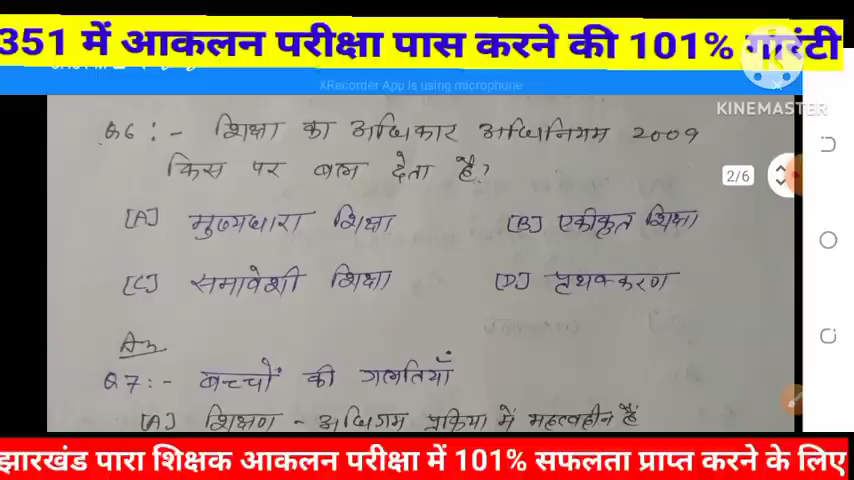 351 में आकलन परीक्षा पास करने की 101% गारंटी
XRecorder App is using microphone
KINEMASTER
Q6 :- शिक्षा का अधिकार अधिनियम 2009
किस पर बल देता है?
2/6
[A] मुख्यधारा शिक्षा [B] एकीकृत शिक्षा
[C] समावेशी शिक्षा [D] पृथक्करण
Ans
Q7:- बच्चों की गलतियाँ
[A] शिक्षण - अधिगम प्रक्रिया में महत्वहीन हैं
झारखंड पारा शिक्षक आकलन परीक्षा में 101% सफलता प्राप्त करने के लिए